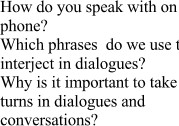 How do you speak with on
phone?
Which phrases do we use t
interject in dialogues?
Why is it important to take
turns in dialogues and
conversations?